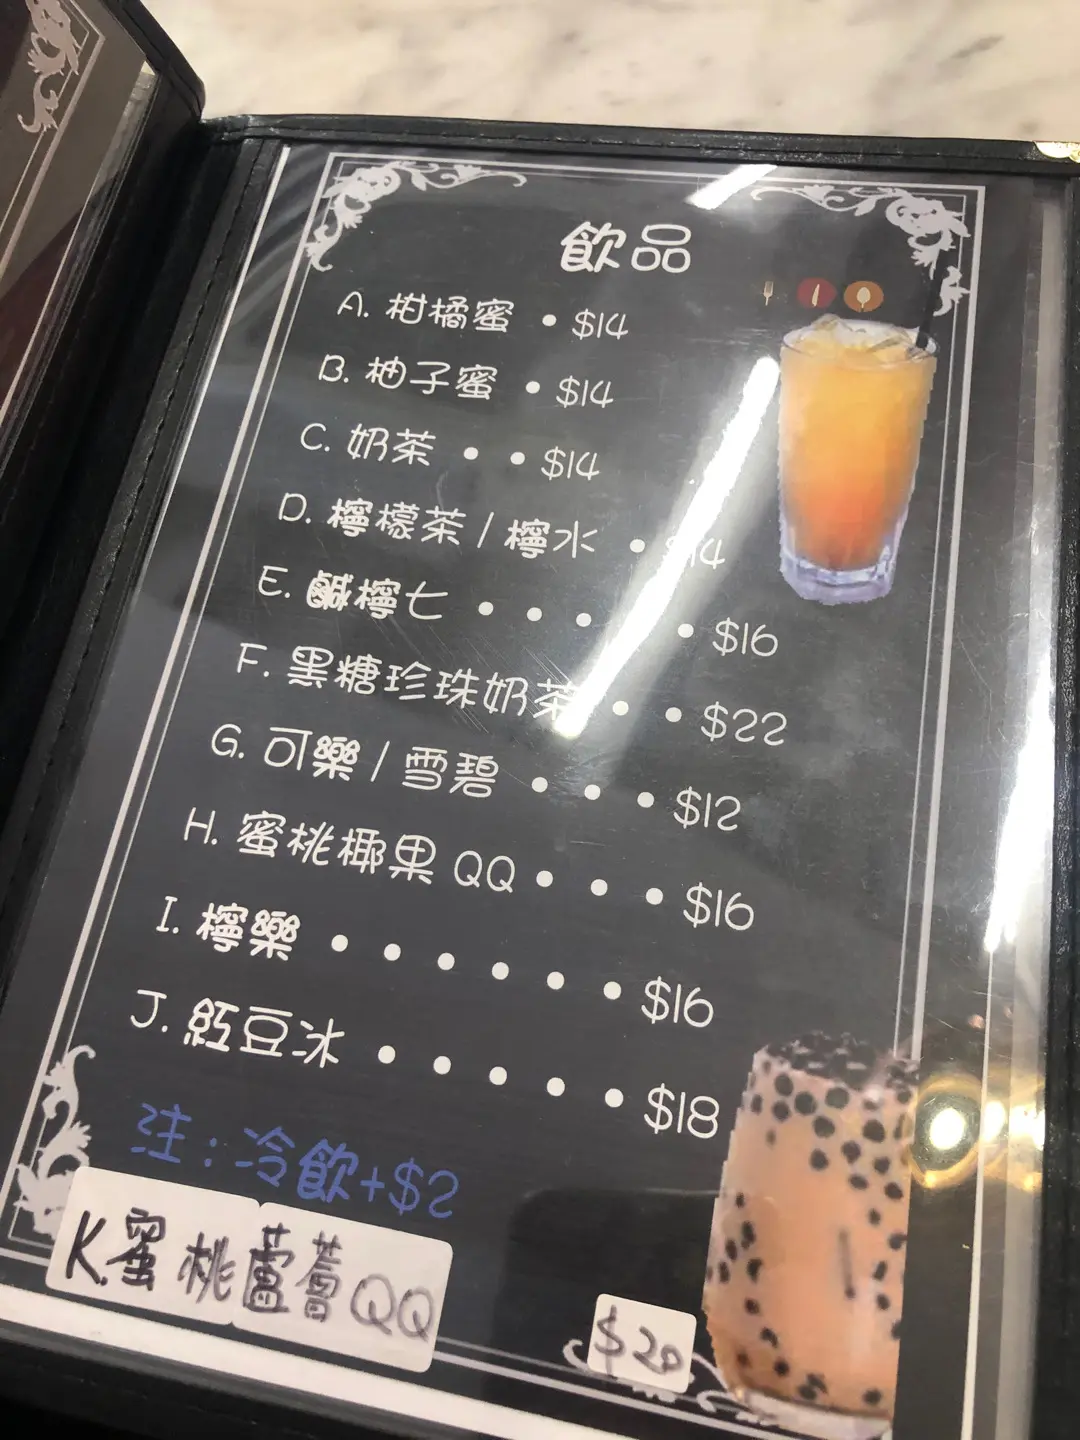 飲品
A. 柑橘蜜 • $14
B. 柚子蜜 • $14
C. 奶茶 • • $14
D. 檸檬茶 / 檸水 • $14
E. 鹹檸七 • • • • $16
F. 黑糖珍珠奶茶 • • $22
G. 可樂 / 雪碧 • • • $12
H. 蜜桃椰果 QQ • • • $16
I. 檸樂 • • • • • • $16
J. 紅豆冰 • • • • • $18
注：冷飲+$2
K. 蜜桃蘆薈QQ $20